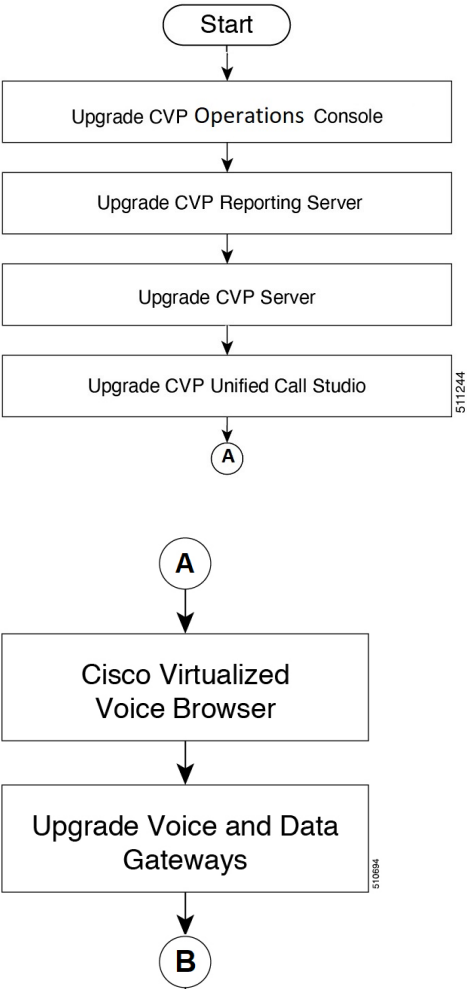 Start
Upgrade CVP Operations Console
Upgrade CVP Reporting Server
Upgrade CVP Server
Upgrade CVP Unified Call Studio
511244
A
A
Cisco Virtualized
Voice Browser
Upgrade Voice and Data
Gateways
510694
B